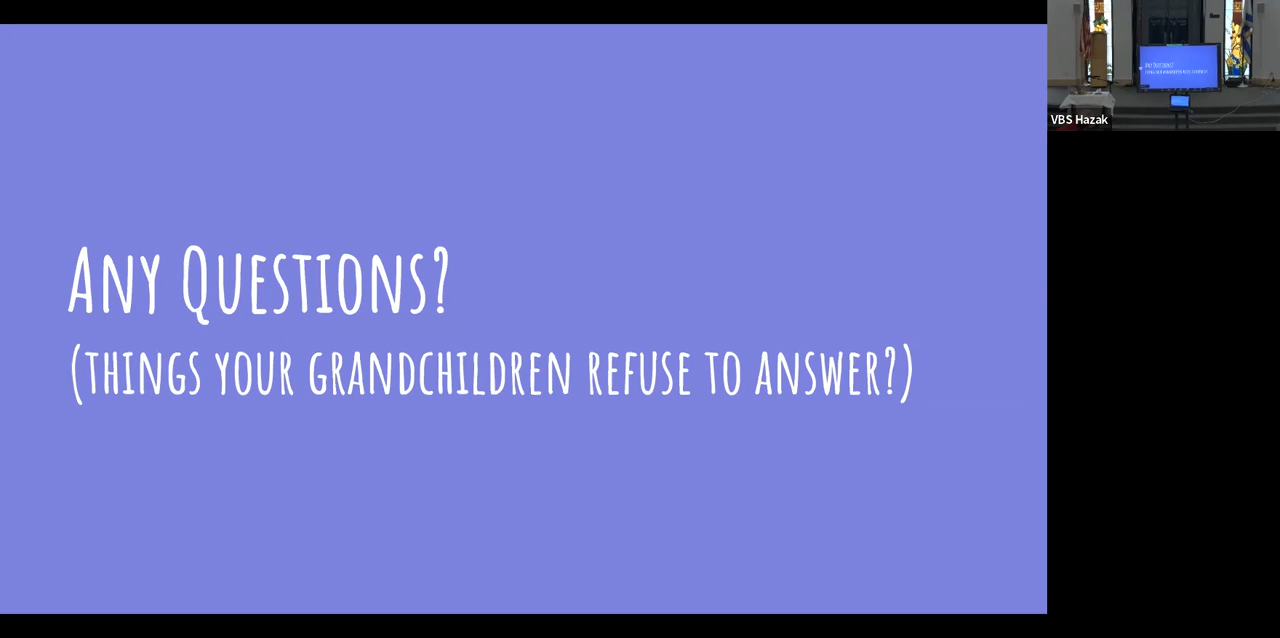 Any Questions?
(things your grandchildren refuse to answer?)
VBS Hazak